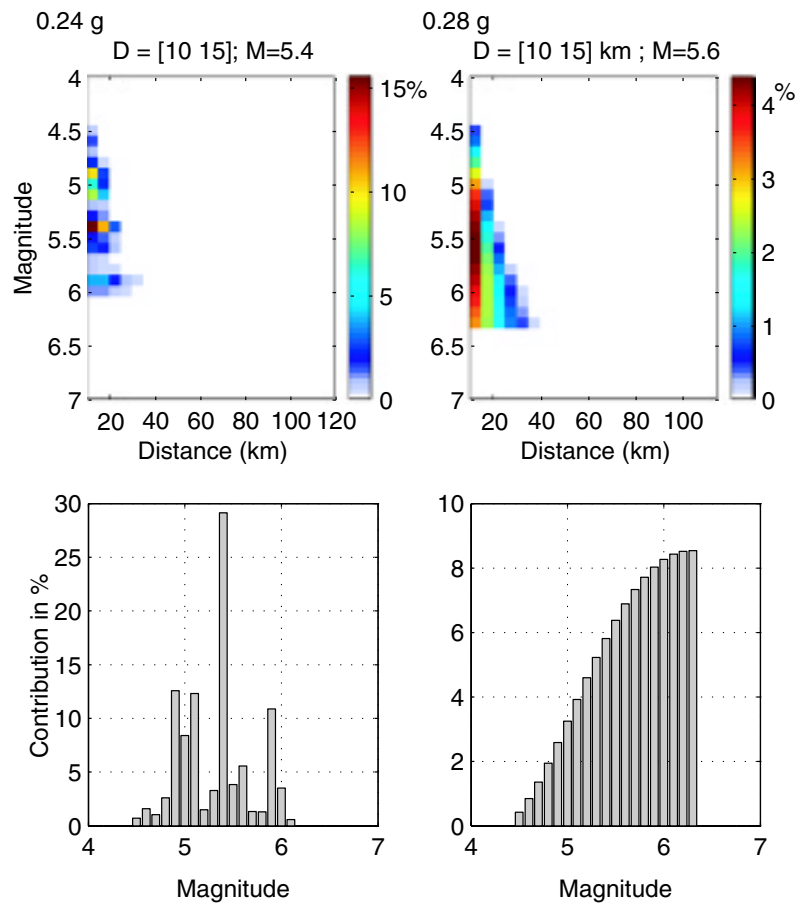 0.24 g
D = [10 15]; M=5.4
0.28 g
D = [10 15] km ; M=5.6
Magnitude
4
4.5
5
5.5
6
6.5
7
20 40 60 80 100 120
Distance (km)
15%
10
5
0
4
4.5
5
5.5
6
6.5
7
20 40 60 80 100
Distance (km)
4%
3
2
1
0
Contribution in %
30
25
20
15
10
5
0
4 5 6 7
Magnitude
10
8
6
4
2
0
4 5 6 7
Magnitude